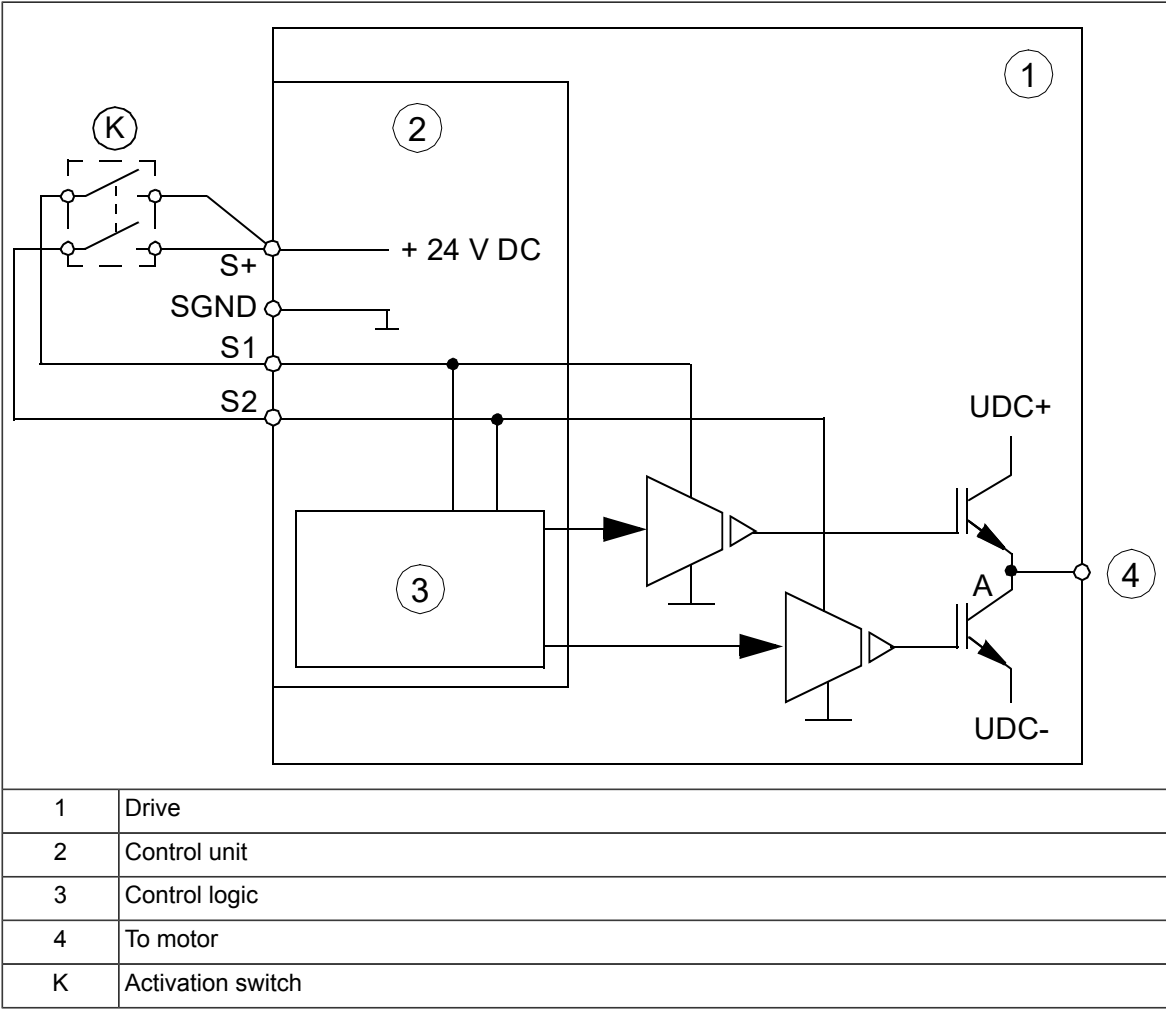 1
2
K
+ 24 V DC
S+
SGND
S1
S2
UDC+
3
A
4
UDC-
1 Drive
2 Control unit
3 Control logic
4 To motor
K Activation switch